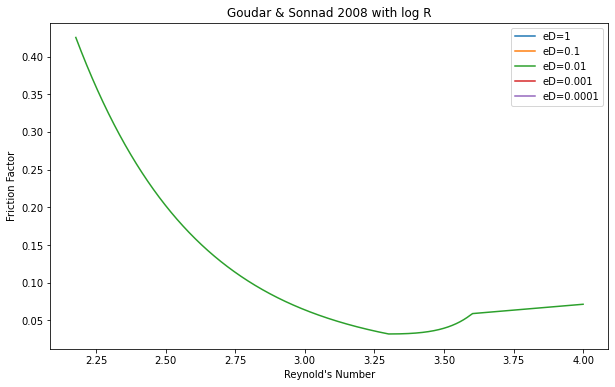 Goudar & Sonnad 2008 with log R
eD=1
eD=0.1
eD=0.01
eD=0.001
eD=0.0001
Friction Factor
0.40
0.35
0.30
0.25
0.20
0.15
0.10
0.05
2.25
2.50
2.75
3.00
3.25
3.50
3.75
4.00
Reynold's Number